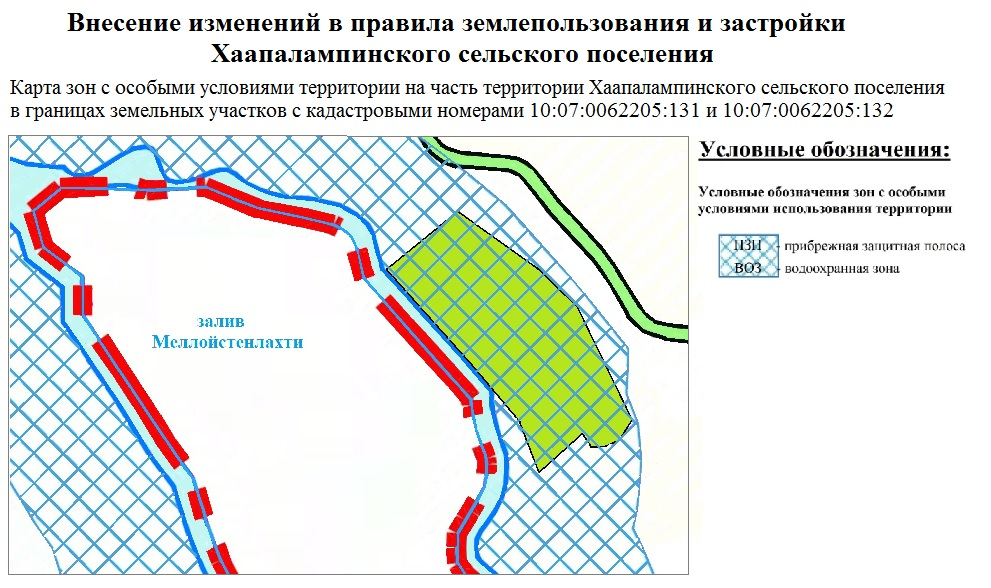 Внесение изменений в правила землепользования и застройки
Хаапалампинского сельского поселения
Карта зон с особыми условиями территории на часть территории Хаапалампинского сельского поселения
в границах земельных участков с кадастровыми номерами 10:07:0062205:131 и 10:07:0062205:132
Условные обозначения:
Условные обозначения зон с особыми
условиями использования территории
ПЗП - прибрежная защитная полоса
ВОЗ - водоохранная зона
залив
Меллойстенлахти